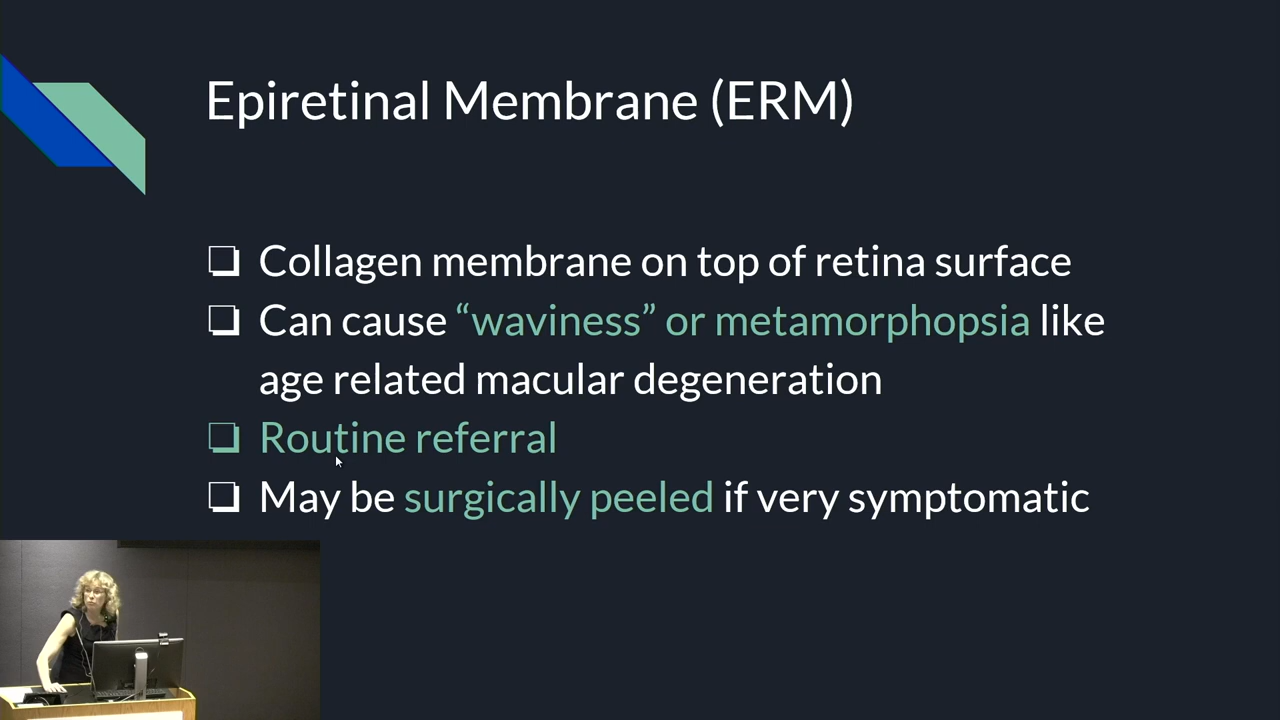 Epiretinal Membrane (ERM)
❏ Collagen membrane on top of retina surface
❏ Can cause “waviness” or metamorphopsia like
age related macular degeneration
❏ Routine referral
❏ May be surgically peeled if very symptomatic